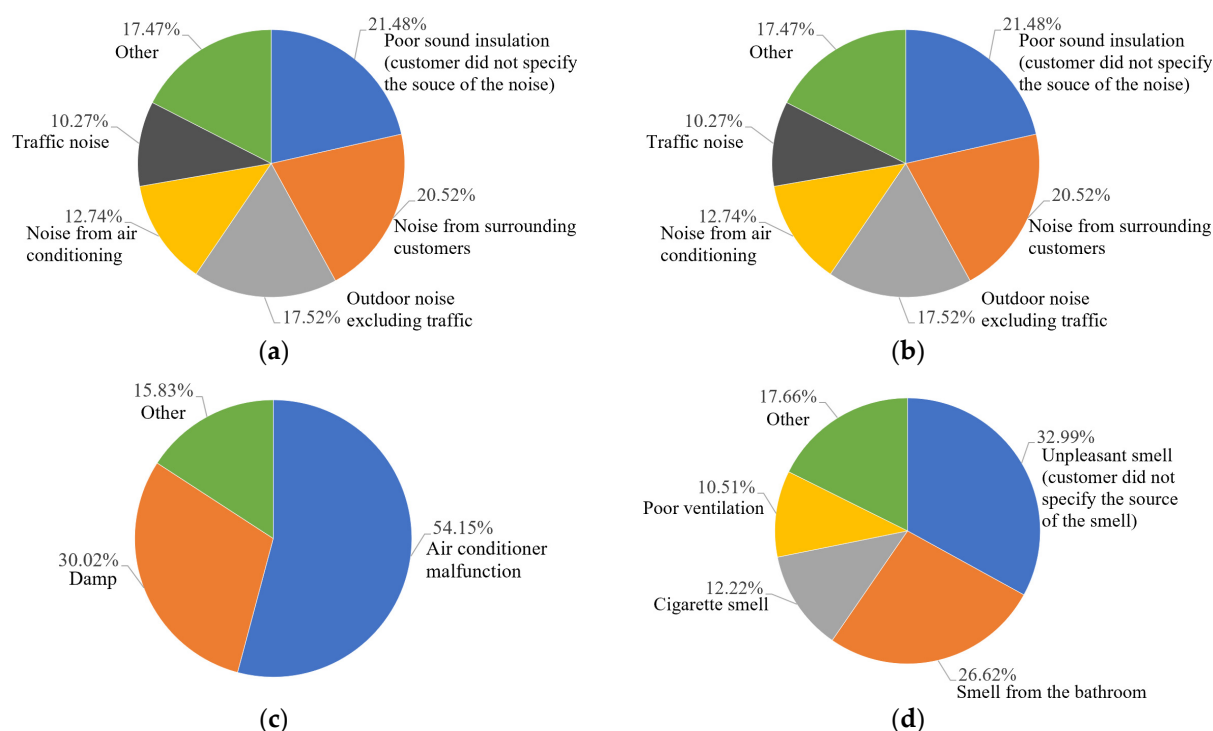 17.47%
Other
21.48%
Poor sound insulation
(customer did not specify
the souce of the noise)
10.27%
Traffic noise
20.52%
Noise from surrounding
customers
12.74%
Noise from air
conditioning
Outdoor noise
excluding traffic
17.52%
(a)
17.47%
Other
21.48%
Poor sound insulation
(customer did not specify
the souce of the noise)
10.27%
Traffic noise
20.52%
Noise from surrounding
customers
12.74%
Noise from air
conditioning
Outdoor noise
excluding traffic
17.52%
(b)
15.83%
Other
54.15%
Air conditioner
malfunction
30.02%
Damp
(c)
17.66%
Other
32.99%
Unpleasant smell
(customer did not
specify the source
of the smell)
10.51%
Poor ventilation
12.22%
Cigarette smell
26.62%
Smell from the bathroom
(d)